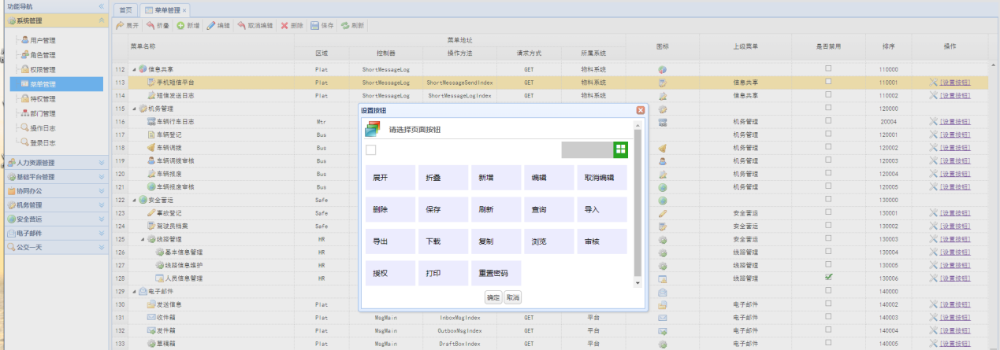 功能导航
首页 菜单管理
系统管理
用户管理
角色管理
权限管理
菜单管理
特权管理
部门管理
操作日志
登录日志
人力资源管理
基础平台管理
协同办公
机务管理
安全营运
电子邮件
公交一天
展开 折叠 新增 编辑 取消编辑 删除 保存 刷新
菜单名称 菜单地址 图标 上级菜单 是否禁用 排序 操作
区域 控制器 操作方法 请求方式 所属系统
112 信息共享 Plat ShortMessageLog GET 物料系统 110000
113 手机短信平台 Plat ShortMessageLog ShortMessageSendIndex GET 物料系统 信息共享 110001 [设置按钮]
114 短信发送日志 Plat ShortMessageLog ShortMessageLogIndex GET 物料系统 信息共享 110002 [设置按钮]
115 机务管理 120000
116 车辆行车日志 Mtr 机务管理 20004 [设置按钮]
117 车辆登记 Bus 机务管理 120001 [设置按钮]
118 车辆调拨 Bus 机务管理 120002 [设置按钮]
119 车辆调拨审核 Bus 机务管理 120003 [设置按钮]
120 车辆报废 Bus 机务管理 120004 [设置按钮]
121 车辆报废审核 Bus 机务管理 120005 [设置按钮]
122 安全营运 Safe 130000
123 事故登记 Safe 安全营运 130001 [设置按钮]
124 驾驶员档案 Safe 安全营运 130002 [设置按钮]
125 线路管理 HR 安全营运 130003 [设置按钮]
126 基本信息管理 HR 线路管理 130004 [设置按钮]
127 线路信息维护 HR 线路管理 130005 [设置按钮]
128 人员信息管理 HR 线路管理 130006 [设置按钮]
129 电子邮件 140000
130 发送信息 Plat 电子邮件 140002 [设置按钮]
131 收件箱 Plat MsgMain InboxMsgIndex GET 平台 电子邮件 140003 [设置按钮]
132 发件箱 Plat MsgMain OutboxMsgIndex GET 平台 电子邮件 140004 [设置按钮]
133 草稿箱 Plat MsgMain DraftBoxIndex GET 平台 电子邮件 140005 [设置按钮]
设置按钮
请选择页面按钮
展开 折叠 新增 编辑 取消编辑
删除 保存 刷新 查询 导入
导出 下载 复制 浏览 审核
授权 打印 重置密码
确定 取消